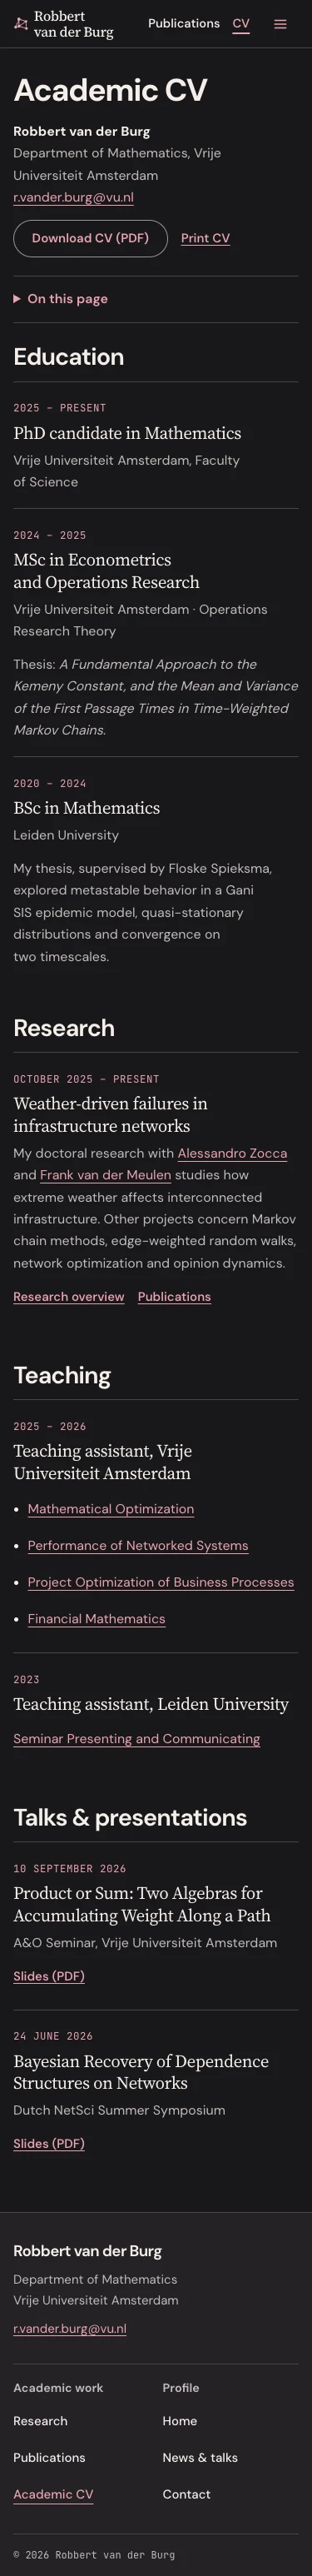 Robbert
van der Burg
Publications CV
Academic CV
Robbert van der Burg
Department of Mathematics, Vrije
Universiteit Amsterdam
r.vander.burg@vu.nl
Download CV (PDF) Print CV
On this page
Education
2025 – PRESENT
PhD candidate in Mathematics
Vrije Universiteit Amsterdam, Faculty
of Science
2024 – 2025
MSc in Econometrics
and Operations Research
Vrije Universiteit Amsterdam · Operations
Research Theory
Thesis: A Fundamental Approach to the
Kemeny Constant, and the Mean and Variance
of the First Passage Times in Time-Weighted
Markov Chains.
2020 – 2024
BSc in Mathematics
Leiden University
My thesis, supervised by Floske Spieksma,
explored metastable behavior in a Gani
SIS epidemic model, quasi-stationary
distributions and convergence on
two timescales.
Research
OCTOBER 2025 – PRESENT
Weather-driven failures in
infrastructure networks
My doctoral research with Alessandro Zocca
and Frank van der Meulen studies how
extreme weather affects interconnected
infrastructure. Other projects concern Markov
chain methods, edge-weighted random walks,
network optimization and opinion dynamics.
Research overview Publications
Teaching
2025 – 2026
Teaching assistant, Vrije
Universiteit Amsterdam
• Mathematical Optimization
• Performance of Networked Systems
• Project Optimization of Business Processes
• Financial Mathematics
2023
Teaching assistant, Leiden University
Seminar Presenting and Communicating
Talks & presentations
10 SEPTEMBER 2026
Product or Sum: Two Algebras for
Accumulating Weight Along a Path
A&O Seminar, Vrije Universiteit Amsterdam
Slides (PDF)
24 JUNE 2026
Bayesian Recovery of Dependence
Structures on Networks
Dutch NetSci Summer Symposium
Slides (PDF)
Robbert van der Burg
Department of Mathematics
Vrije Universiteit Amsterdam
r.vander.burg@vu.nl
Academic work Profile
Research Home
Publications News & talks
Academic CV Contact
© 2026 Robbert van der Burg